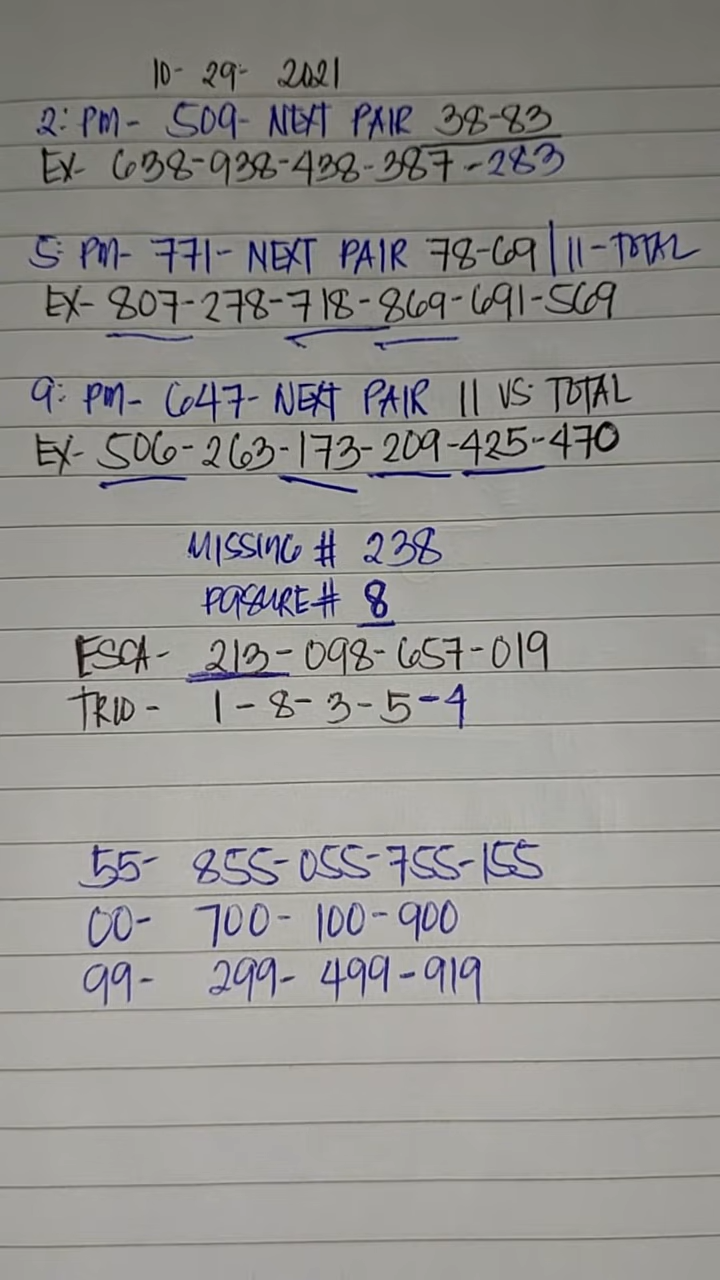 10- 29- 2021
2: PM- 509- NEXT PAIR 38-83
EX- 638-938-438-387-283
5: PM- 771- NEXT PAIR 78-69 | 11-TOTAL
EX- 807-278-718-869-691-569
9: PM- 647- NEXT PAIR 11 VS. TOTAL
EX- 506-263-173-209-425-470
MISSING # 238
POSURE# 8
ESCA- 213-098-657-019
TRIO- 1-8-3-5-4
55- 855-055-755-155
00- 700-100-900
99- 299-499-919